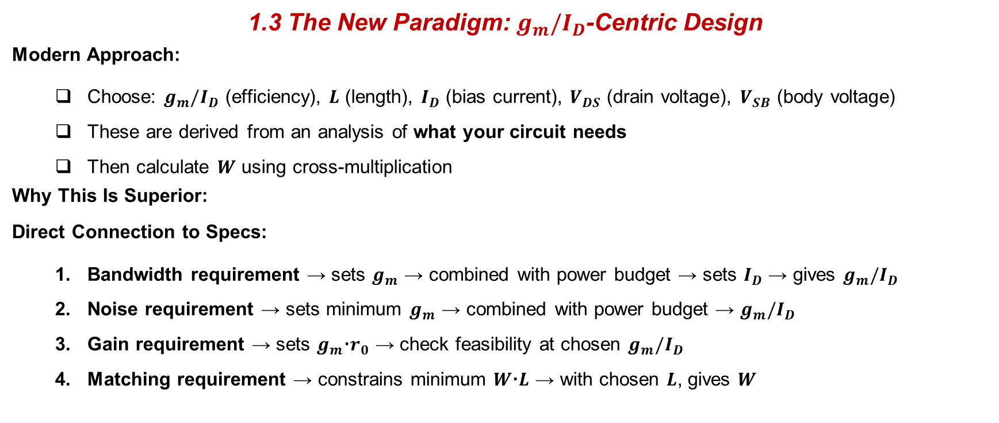 1.3 The New Paradigm: gm/ID-Centric Design
Modern Approach:
❑ Choose: gm/ID (efficiency), L (length), ID (bias current), VDS (drain voltage), VSB (body voltage)
❑ These are derived from an analysis of what your circuit needs
❑ Then calculate W using cross-multiplication
Why This Is Superior:
Direct Connection to Specs:
1. Bandwidth requirement → sets gm → combined with power budget → sets ID → gives gm/ID
2. Noise requirement → sets minimum gm → combined with power budget → gm/ID
3. Gain requirement → sets gm·r0 → check feasibility at chosen gm/ID
4. Matching requirement → constrains minimum W·L → with chosen L, gives W